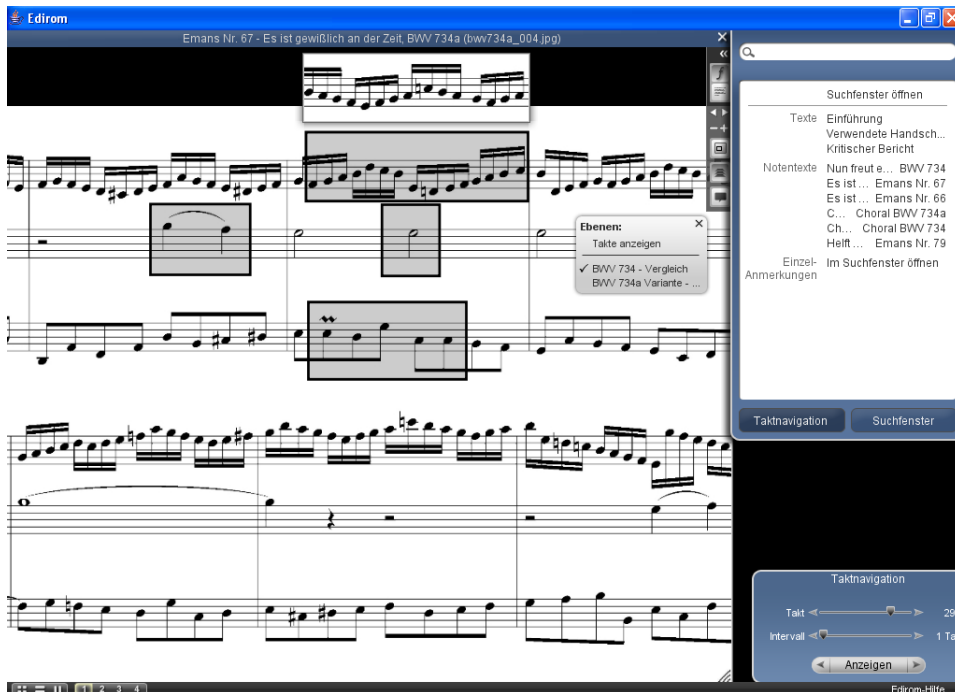 Edirom
Emans Nr. 67 - Es ist gewißlich an der Zeit, BWV 734a (bwv734a_004.jpg)
Ebenen:
Takte anzeigen
✓ BWV 734 - Vergleich
BWV 734a Variante - ...
Suchfenster öffnen
Texte Einführung
Verwendete Handsch...
Kritischer Bericht
Notentexte Nun freut e... BWV 734
Es ist ... Emans Nr. 67
Es ist ... Emans Nr. 66
C... Choral BWV 734a
Ch... Choral BWV 734
Helft ... Emans Nr. 79
Einzel- Im Suchfenster öffnen
Anmerkungen
Taktnavigation Suchfenster
Taktnavigation
Takt 29
Intervall 1 Ta
Anzeigen
1 2 3 4 Edirom-Hilfe